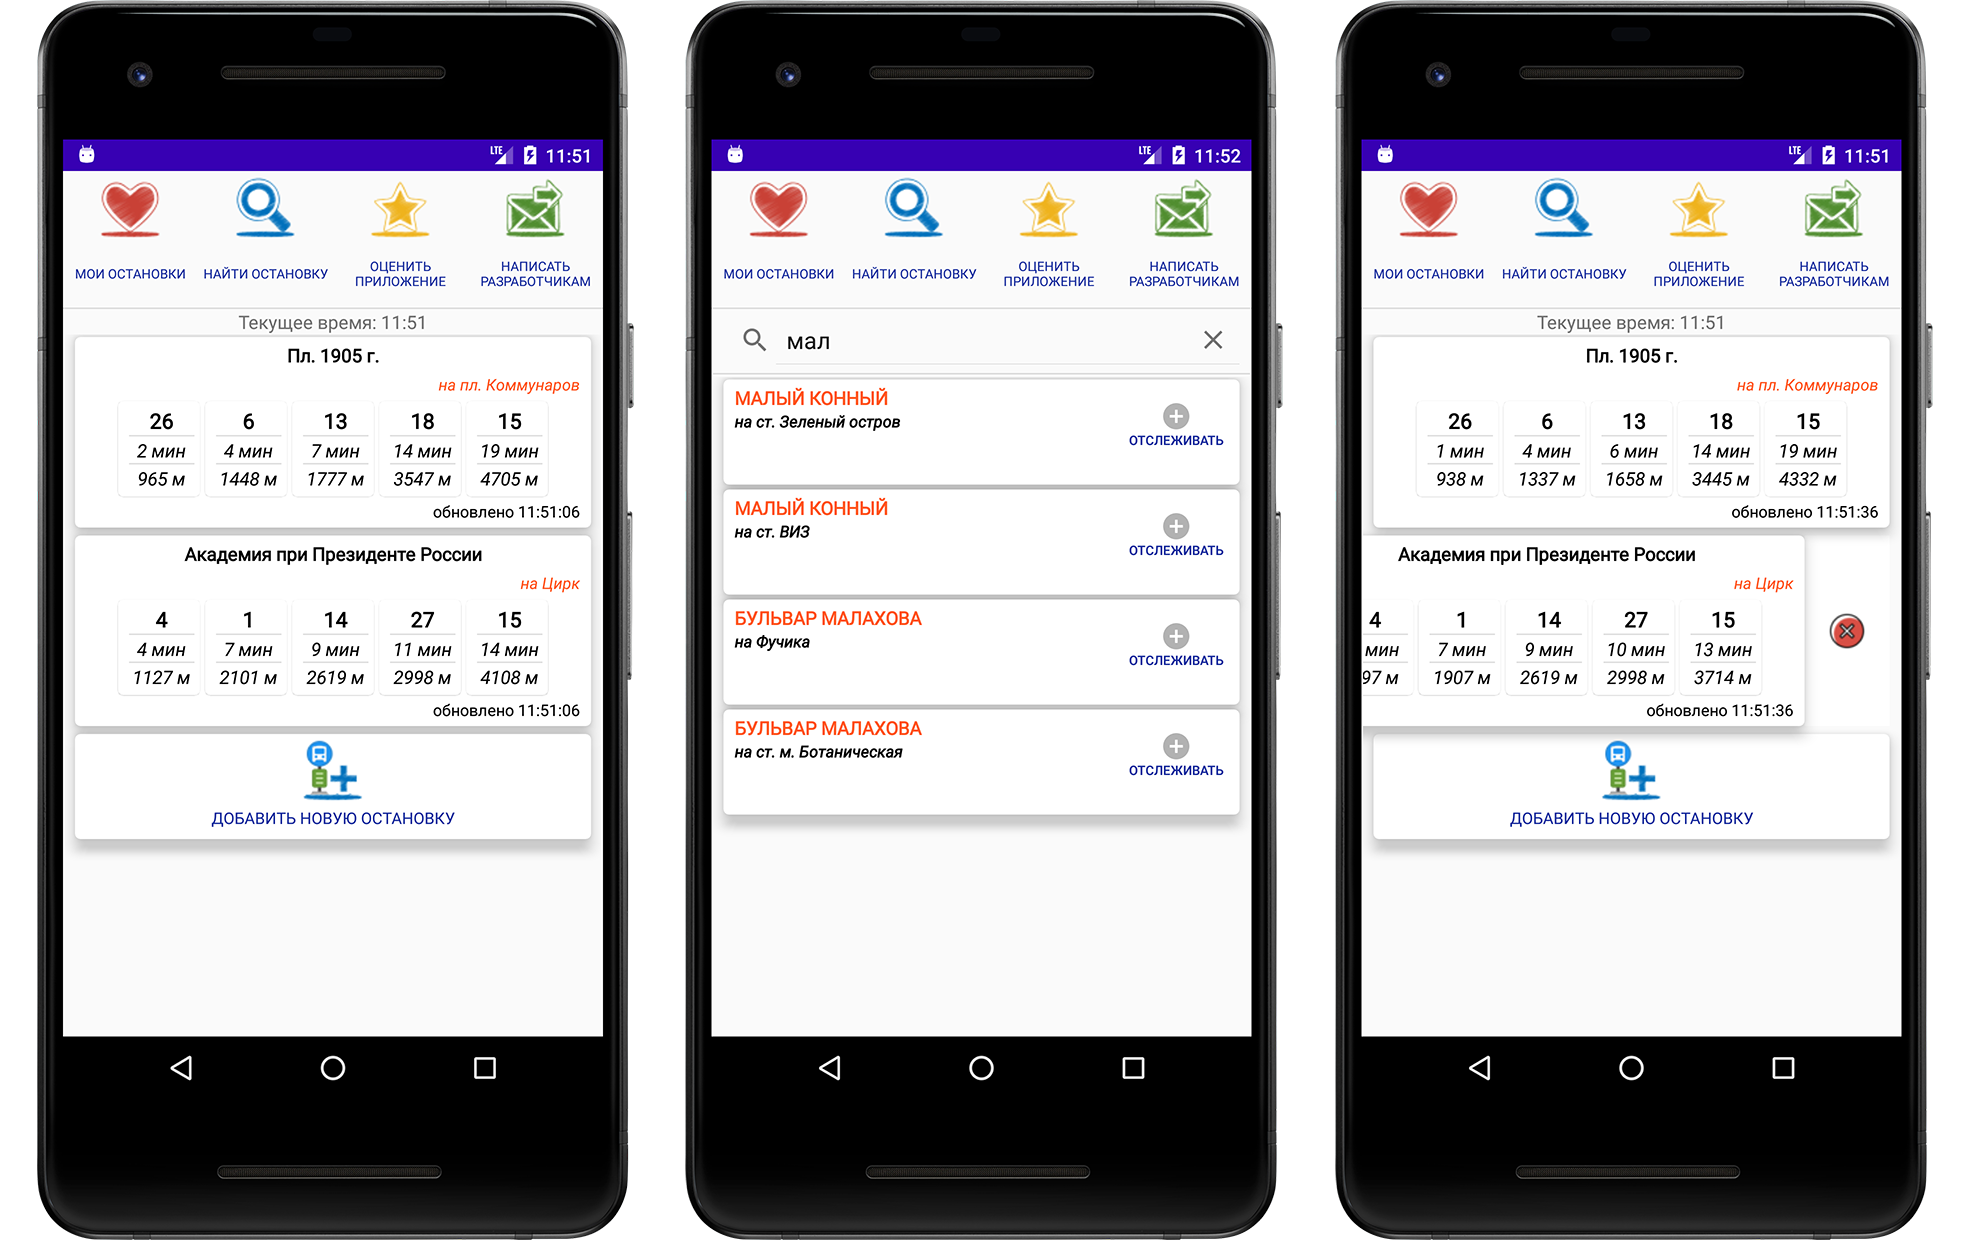 LTE 11:51
МОИ ОСТАНОВКИ
НАЙТИ ОСТАНОВКУ
ОЦЕНИТЬ
ПРИЛОЖЕНИЕ
НАПИСАТЬ
РАЗРАБОТЧИКАМ
Текущее время: 11:51
Пл. 1905 г.
на пл. Коммунаров
26 6 13 18 15
2 мин 4 мин 7 мин 14 мин 19 мин
965 м 1448 м 1777 м 3547 м 4705 м
обновлено 11:51:06
Академия при Президенте России
на Цирк
4 1 14 27 15
4 мин 7 мин 9 мин 11 мин 14 мин
1127 м 2101 м 2619 м 2998 м 4108 м
обновлено 11:51:06
ДОБАВИТЬ НОВУЮ ОСТАНОВКУ
LTE 11:52
МОИ ОСТАНОВКИ
НАЙТИ ОСТАНОВКУ
ОЦЕНИТЬ
ПРИЛОЖЕНИЕ
НАПИСАТЬ
РАЗРАБОТЧИКАМ
мал
МАЛЫЙ КОННЫЙ
на ст. Зеленый остров
ОТСЛЕЖИВАТЬ
МАЛЫЙ КОННЫЙ
на ст. ВИЗ
ОТСЛЕЖИВАТЬ
БУЛЬВАР МАЛАХОВА
на Фучика
ОТСЛЕЖИВАТЬ
БУЛЬВАР МАЛАХОВА
на ст. м. Ботаническая
ОТСЛЕЖИВАТЬ
LTE 11:51
МОИ ОСТАНОВКИ
НАЙТИ ОСТАНОВКУ
ОЦЕНИТЬ
ПРИЛОЖЕНИЕ
НАПИСАТЬ
РАЗРАБОТЧИКАМ
Текущее время: 11:51
Пл. 1905 г.
на пл. Коммунаров
26 6 13 18 15
1 мин 4 мин 6 мин 14 мин 19 мин
938 м 1337 м 1658 м 3445 м 4332 м
обновлено 11:51:36
Академия при Президенте России
на Цирк
4 1 14 27 15
мин 7 мин 9 мин 10 мин 13 мин
97 м 1907 м 2619 м 2998 м 3714 м
обновлено 11:51:36
ДОБАВИТЬ НОВУЮ ОСТАНОВКУ